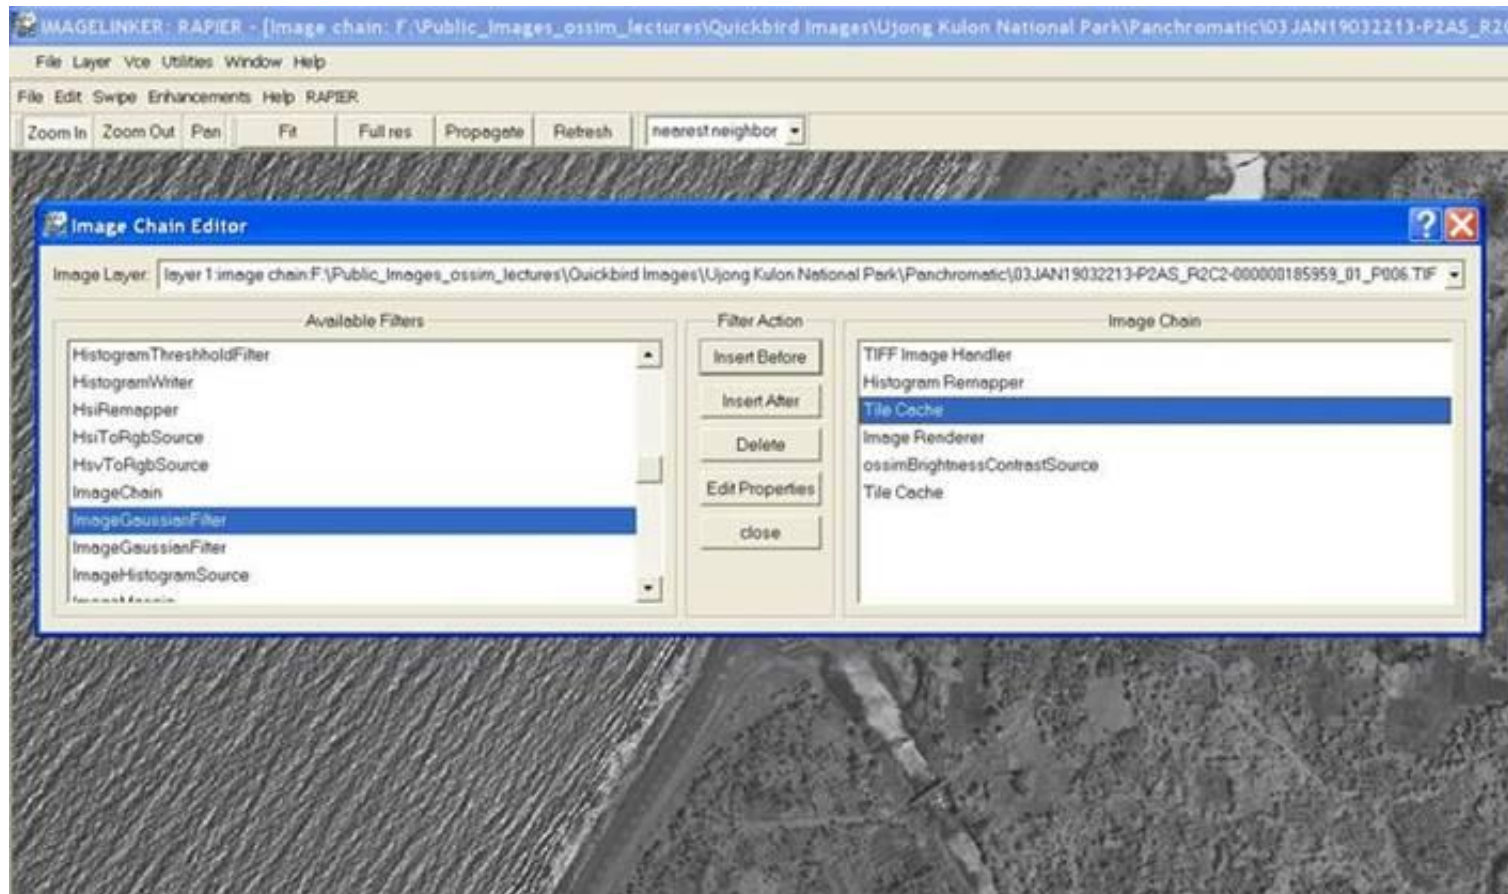 IMAGELINKER: RAPIER - [Image chain: F:\Public_Images_ossim_lectures\Quickbird Images\Ujong Kulon National Park\Panchromatic\03JAN19032213-P2AS_R2
File Layer Vce Utilities Window Help
File Edit Swipe Enhancements Help RAPIER
Zoom In Zoom Out Pan Fit Full res Propagate Refresh nearest neighbor
Image Chain Editor
Image Layer: layer 1:image chain:F:\Public_Images_ossim_lectures\Quickbird Images\Ujong Kulon National Park\Panchromatic\03JAN19032213-P2AS_R2C2-000000185959_01_P006.TIF
Available Filters
HistogramThreshholdFilter
HistogramWriter
HsiRemapper
HsiToRgbSource
HsvToRgbSource
ImageChain
ImageGaussianFilter
ImageGaussianFilter
ImageHistogramSource
ImageMosaic
Filter Action
Insert Before
Insert After
Delete
Edit Properties
close
Image Chain
TIFF Image Handler
Histogram Remapper
Tile Cache
Image Renderer
ossimBrightnessContrastSource
Tile Cache